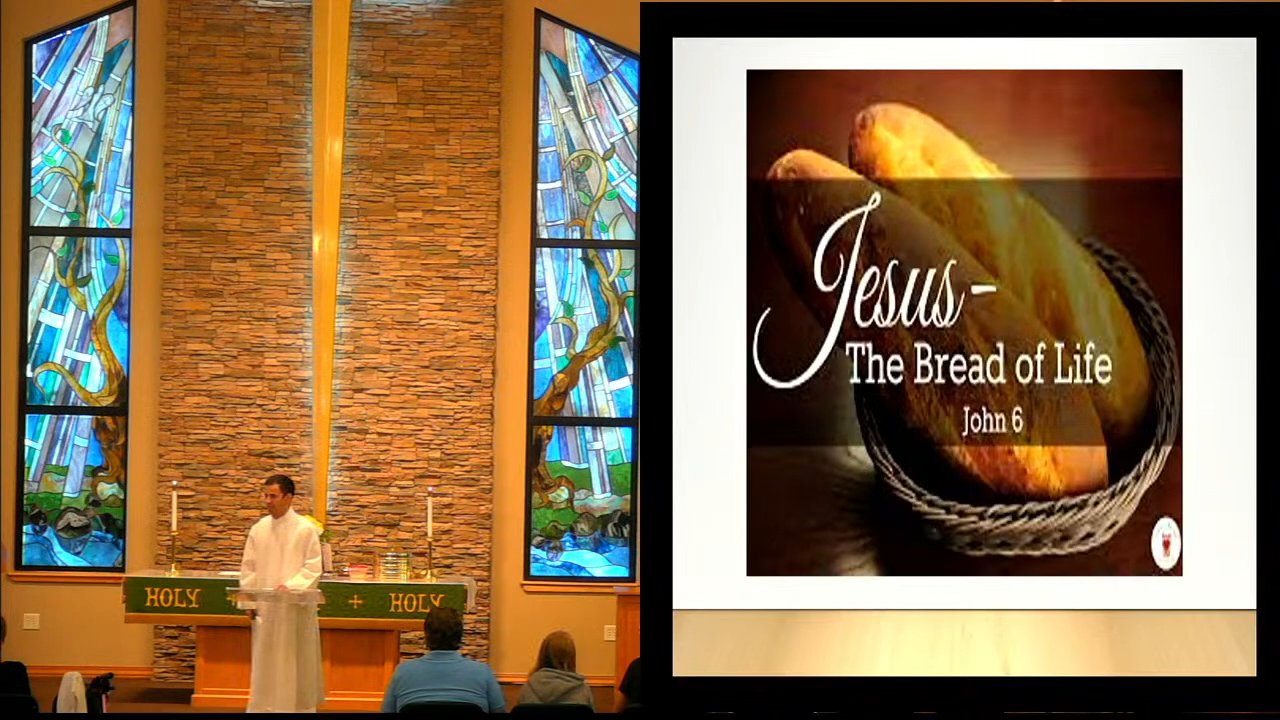 HOLY + + HOLY
Jesus-
The Bread of Life
John 6